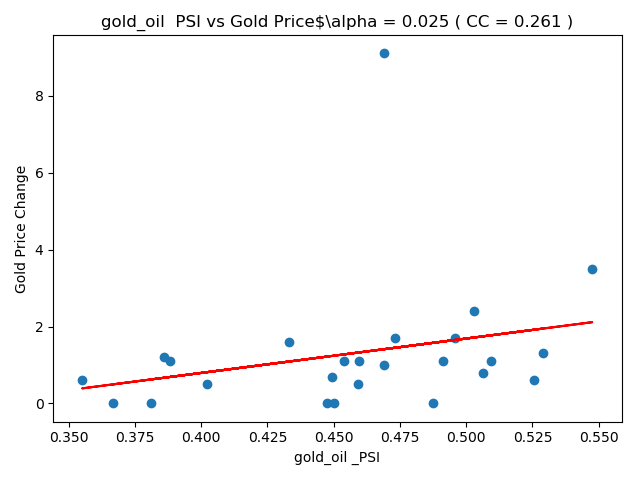 gold_oil  PSI vs Gold Price$\alpha = 0.025 ( CC = 0.261 )
Gold Price Change
8
6
4
2
0
0.350 0.375 0.400 0.425 0.450 0.475 0.500 0.525 0.550
gold_oil _PSI